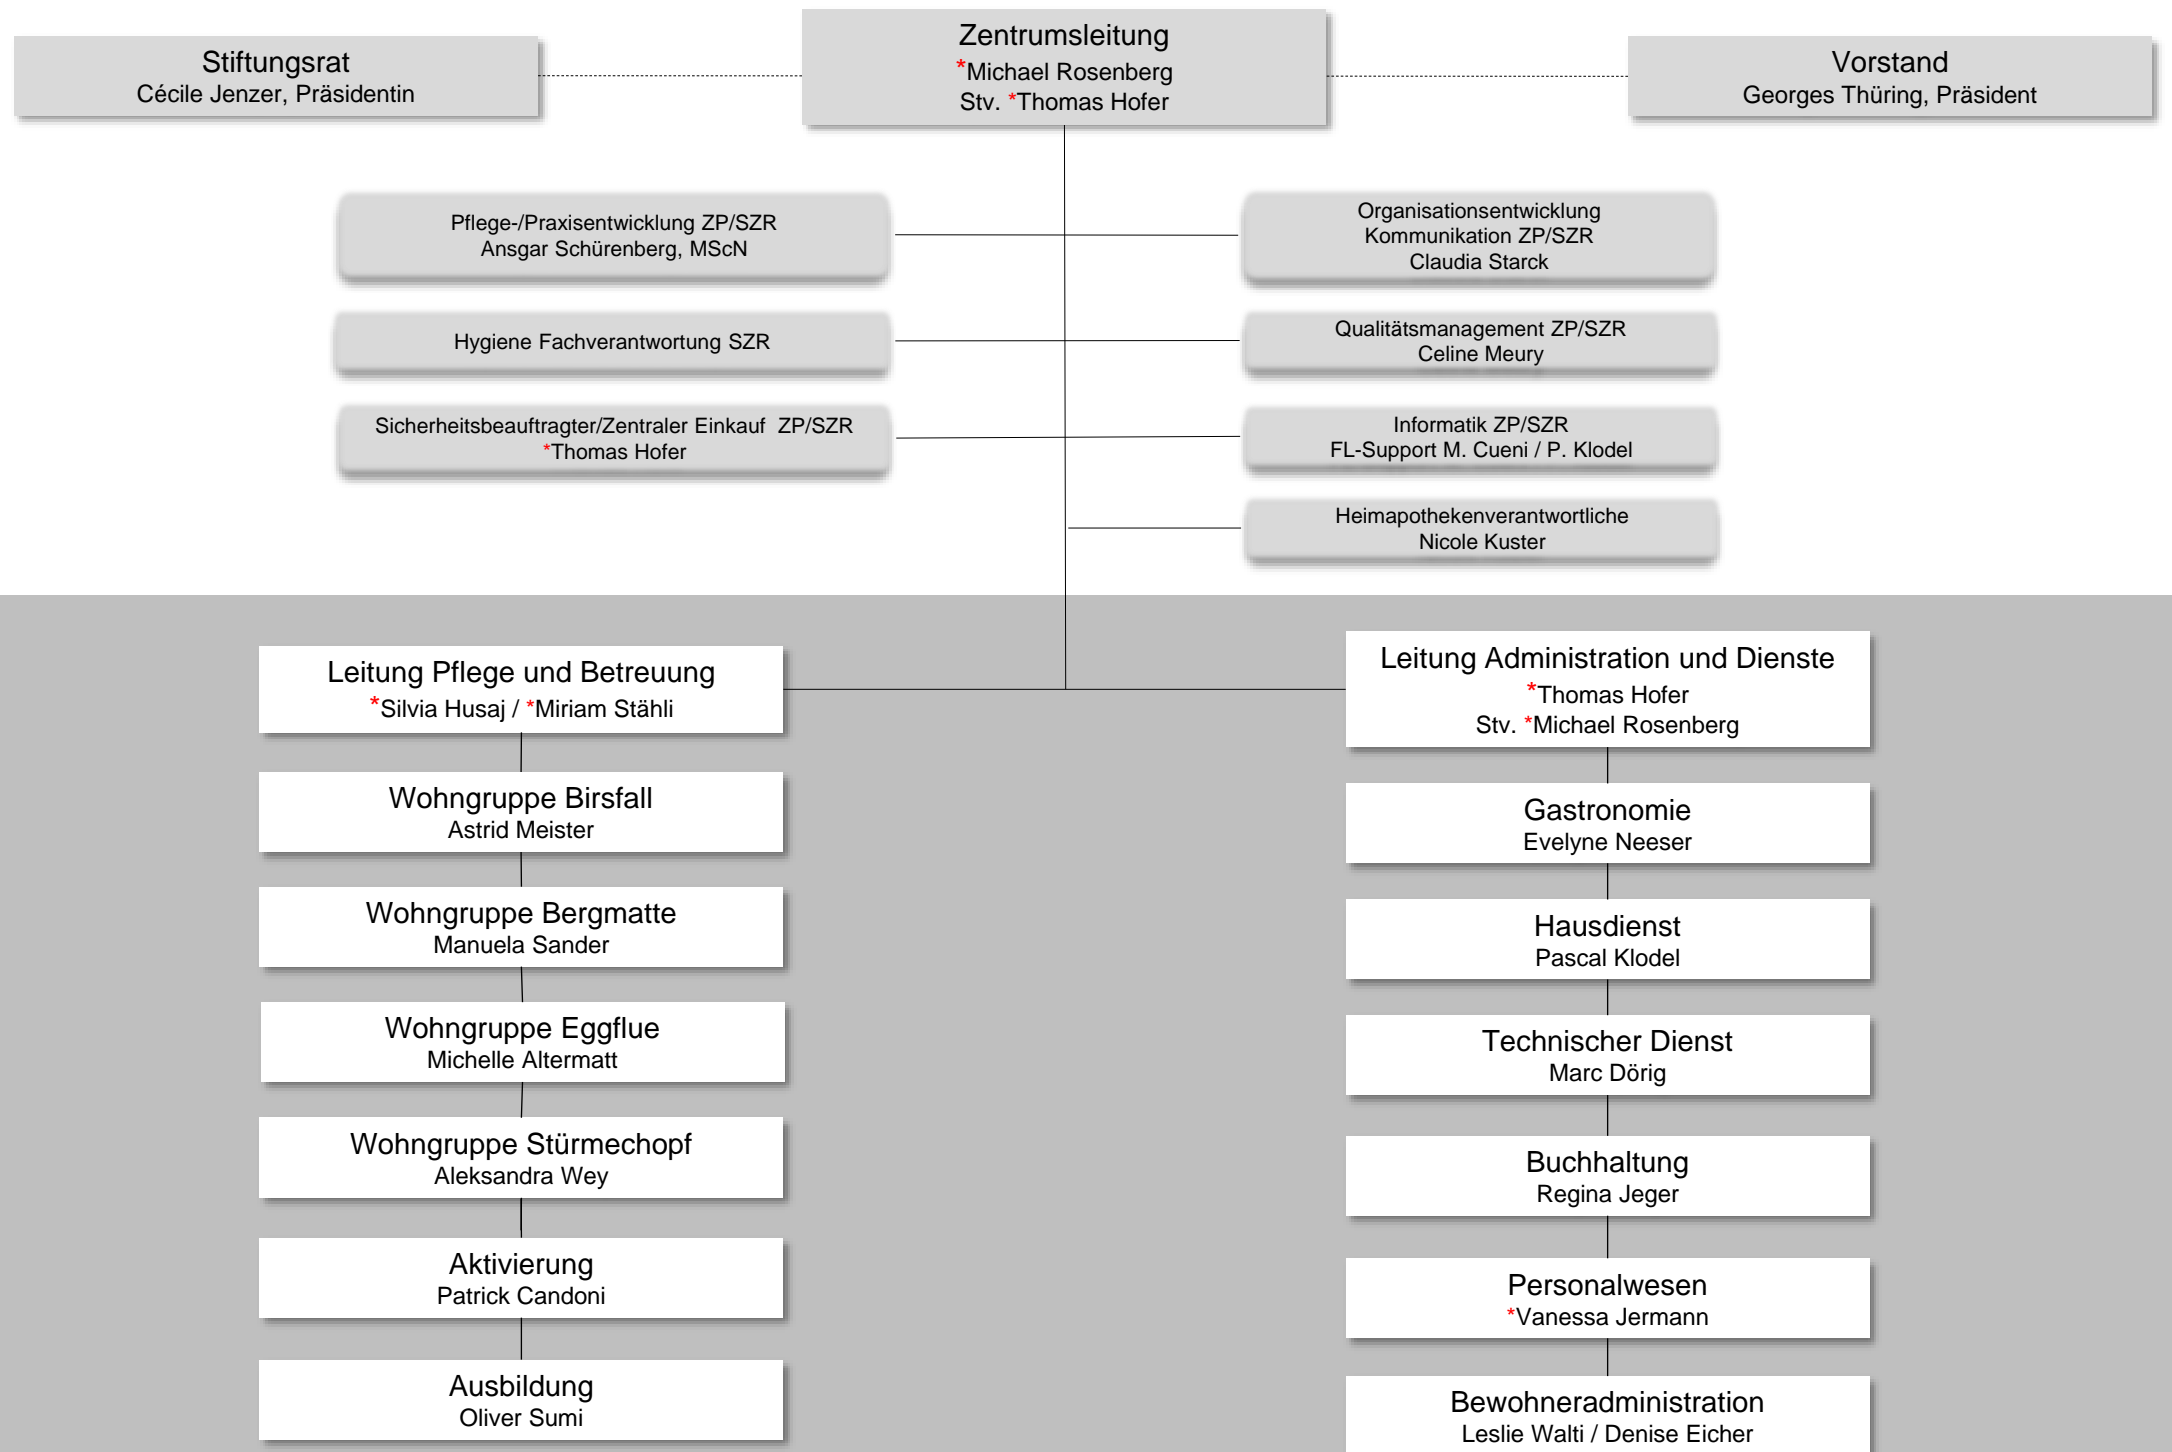 Stiftungsrat
Cécile Jenzer, Präsidentin
Zentrumsleitung
*Michael Rosenberg
Stv. *Thomas Hofer
Vorstand
Georges Thüring, Präsident
Pflege-/Praxisentwicklung ZP/SZR
Ansgar Schürenberg, MScN
Organisationsentwicklung
Kommunikation ZP/SZR
Claudia Starck
Hygiene Fachverantwortung SZR
Qualitätsmanagement ZP/SZR
Celine Meury
Sicherheitsbeauftragter/Zentraler Einkauf ZP/SZR
*Thomas Hofer
Informatik ZP/SZR
FL-Support M. Cueni / P. Klodel
Heimapothekenverantwortliche
Nicole Kuster
Leitung Pflege und Betreuung
*Silvia Husaj / *Miriam Stähli
Wohngruppe Birsfall
Astrid Meister
Wohngruppe Bergmatte
Manuela Sander
Wohngruppe Eggflue
Michelle Altermatt
Wohngruppe Stürmechopf
Aleksandra Wey
Aktivierung
Patrick Candoni
Ausbildung
Oliver Sumi
Leitung Administration und Dienste
*Thomas Hofer
Stv. *Michael Rosenberg
Gastronomie
Evelyne Neeser
Hausdienst
Pascal Klodel
Technischer Dienst
Marc Dörig
Buchhaltung
Regina Jeger
Personalwesen
*Vanessa Jermann
Bewohneradministration
Leslie Walti / Denise Eicher